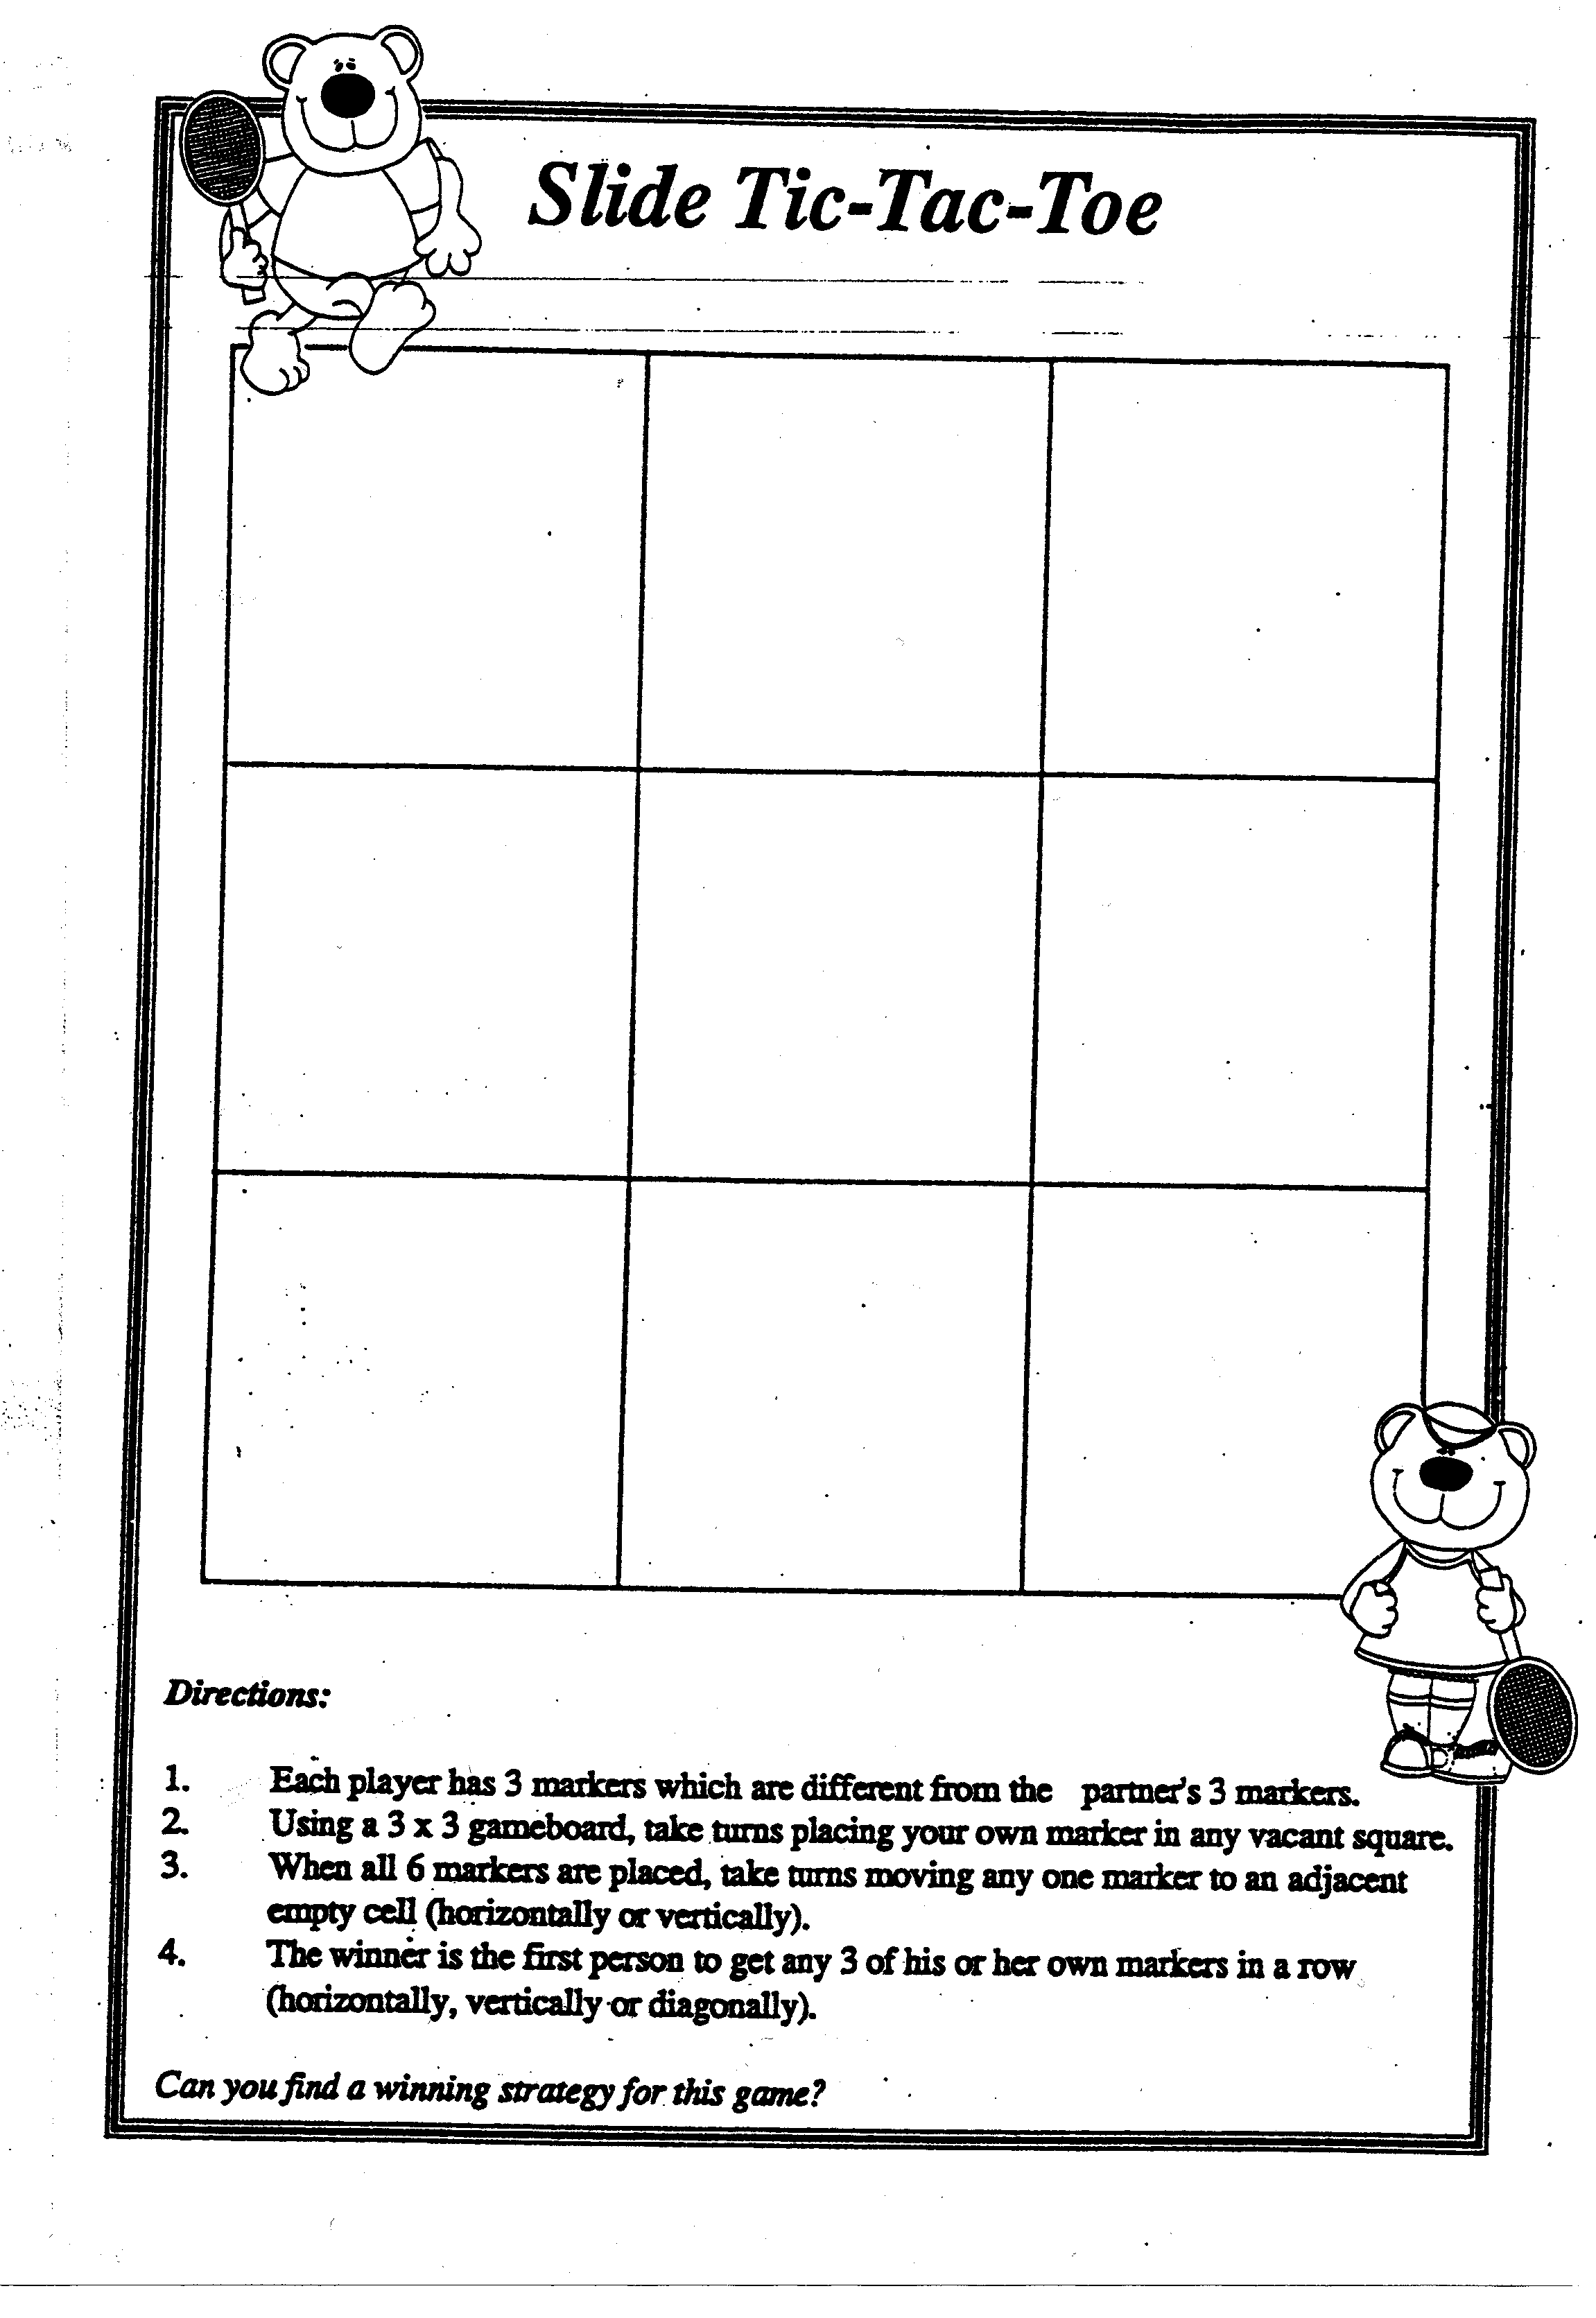 Slide Tic-Tac-Toe
Directions:
1. Each player has 3 markers which are different from the partner's 3 markers.
2. Using a 3 x 3 gameboard, take turns placing your own marker in any vacant square.
3. When all 6 markers are placed, take turns moving any one marker to an adjacent
empty cell (horizontally or vertically).
4. The winner is the first person to get any 3 of his or her own markers in a row
(horizontally, vertically or diagonally).
Can you find a winning strategy for this game?